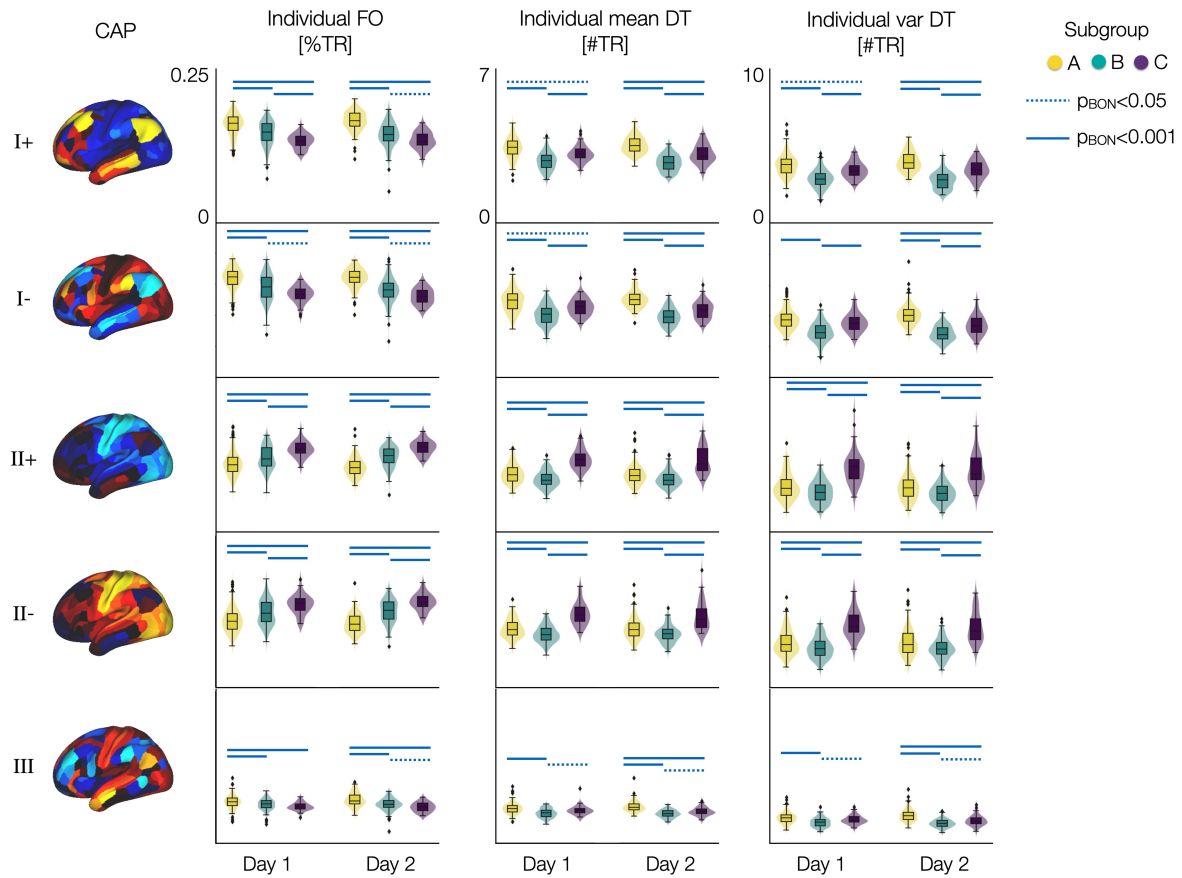 CAP
Individual FO
[%TR]
Individual mean DT
[#TR]
Individual var DT
[#TR]
Subgroup
A B C
pBON<0.05
pBON<0.001
0.25
7
10
I+
0
0
0
I-
II+
II-
III
Day 1 Day 2
Day 1 Day 2
Day 1 Day 2